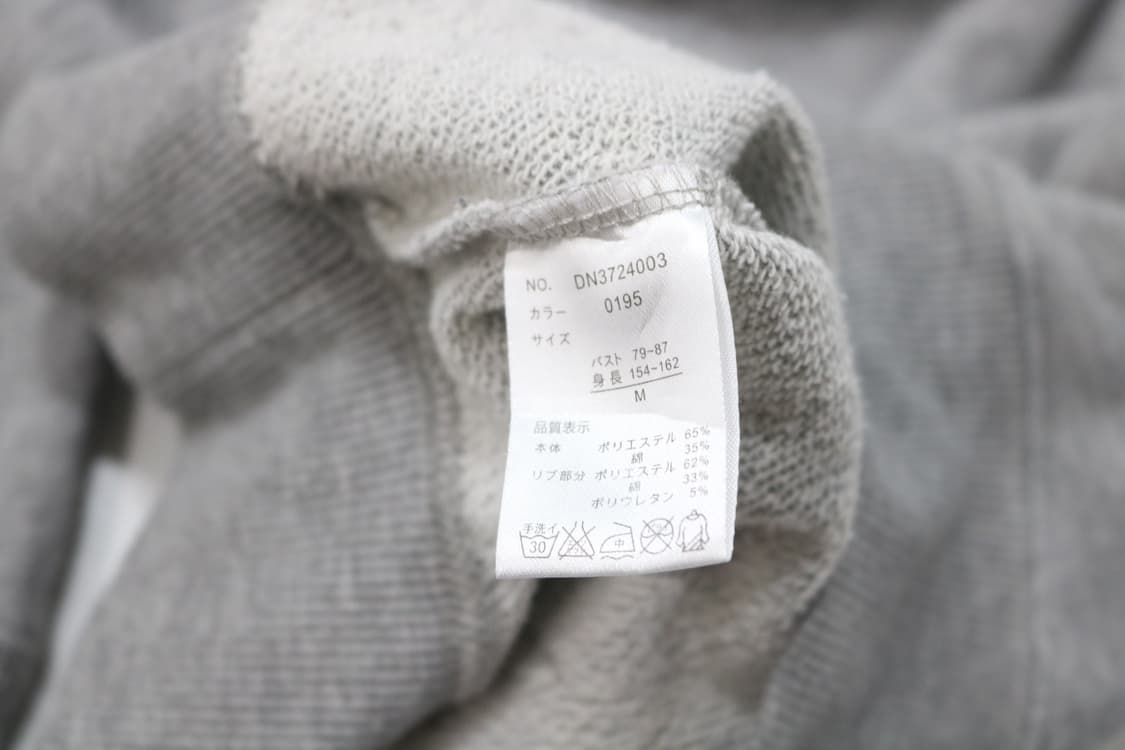 NO. DN3724003
カラー 0195
サイズ
バスト 79-87
身長 154-162
M
品質表示
本体 ポリエステル 65%
綿 35%
リブ部分 ポリエステル 62%
綿 33%
ポリウレタン 5%
手洗イ
30
中